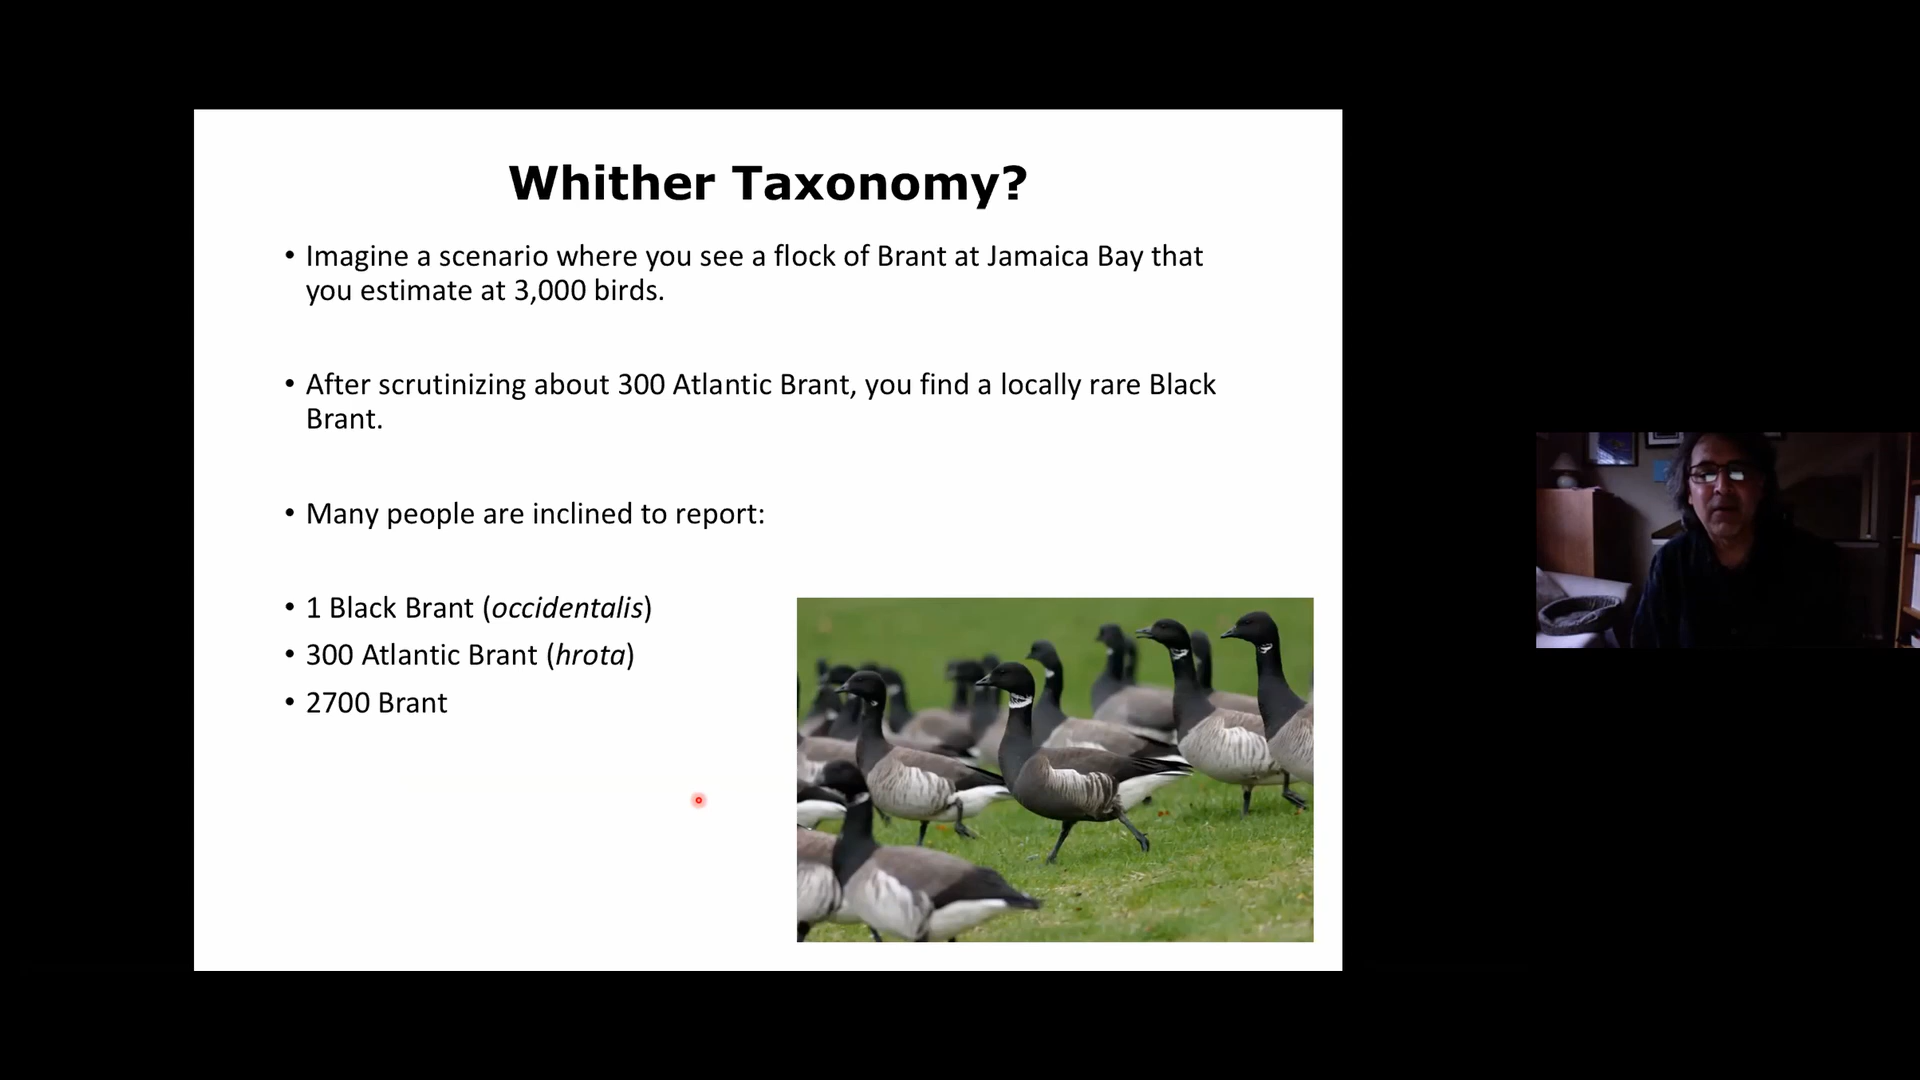 Whither Taxonomy?
• Imagine a scenario where you see a flock of Brant at Jamaica Bay that
you estimate at 3,000 birds.
• After scrutinizing about 300 Atlantic Brant, you find a locally rare Black
Brant.
• Many people are inclined to report:
• 1 Black Brant (occidentalis)
• 300 Atlantic Brant (hrota)
• 2700 Brant